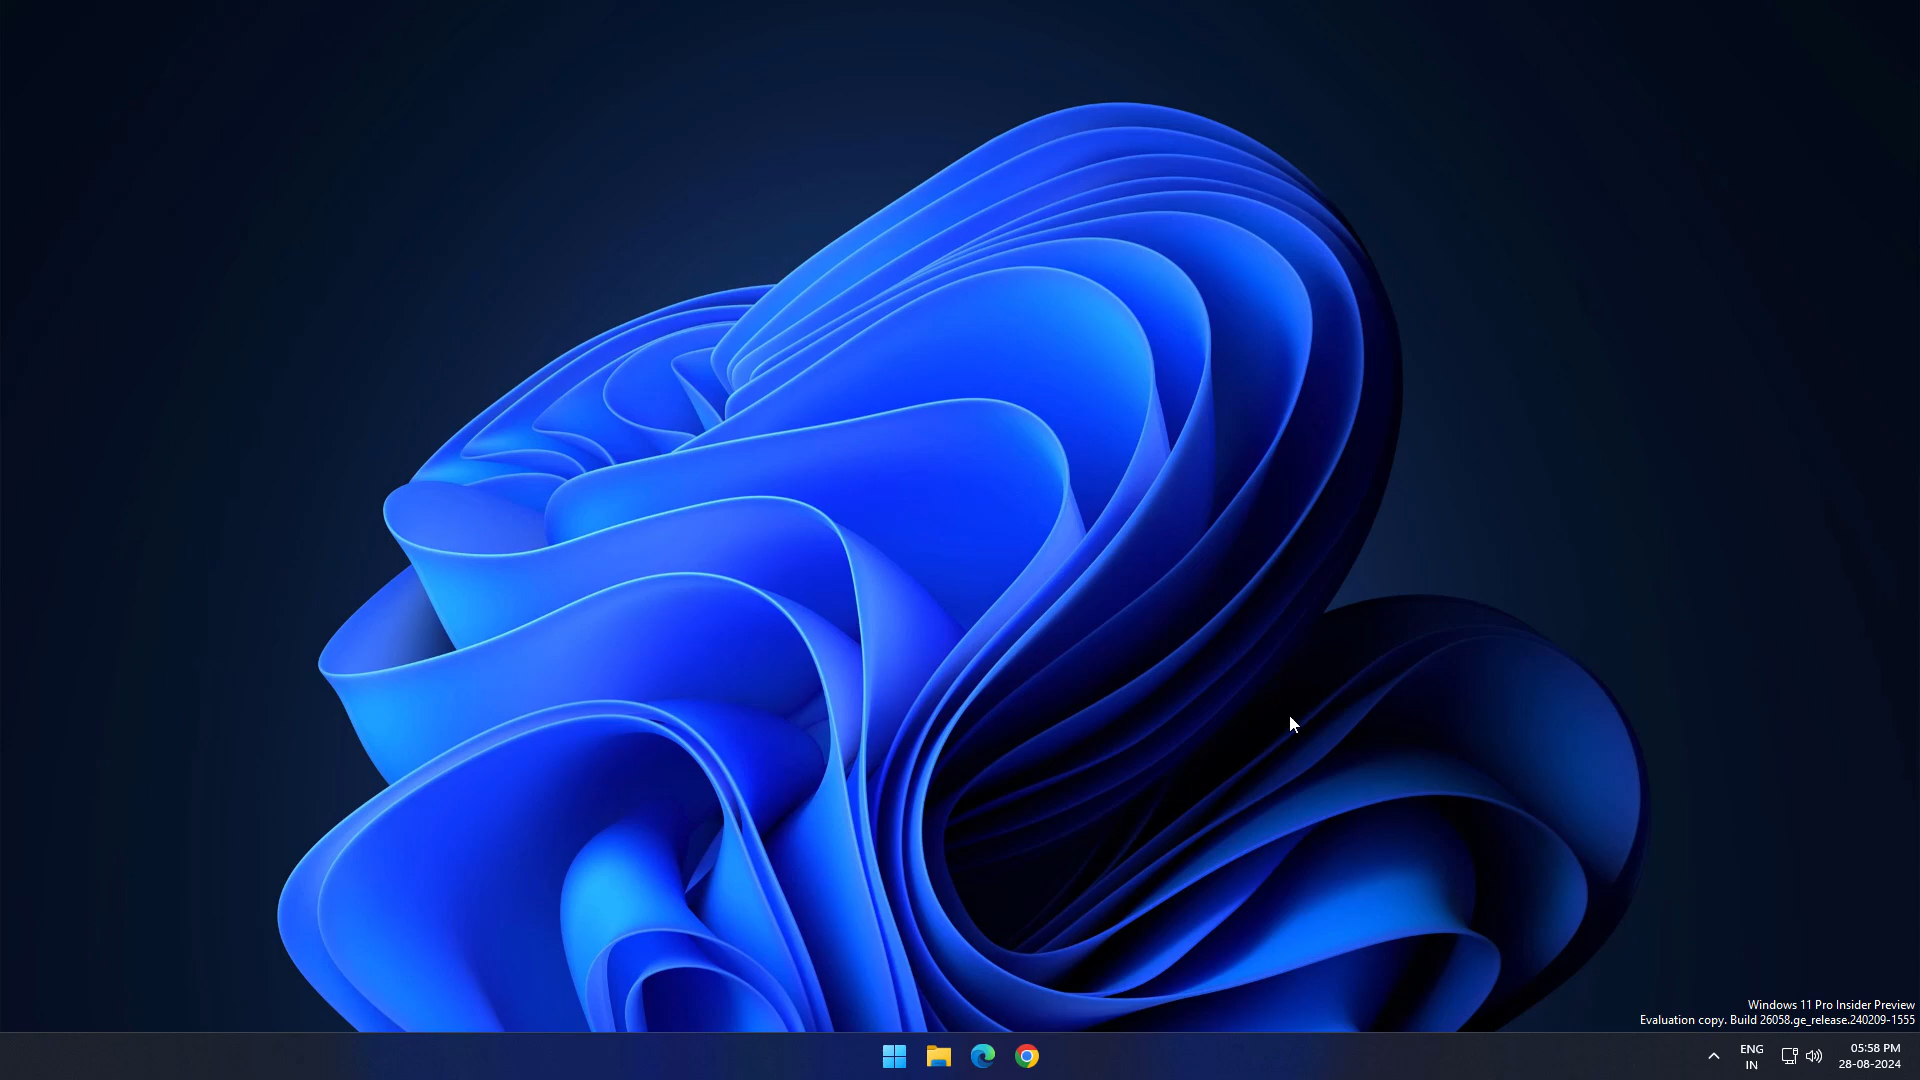 Windows 11 Pro Insider Preview
Evaluation copy. Build 26058.ge_release.240209-1555
ENG
IN
05:58 PM
28-08-2024